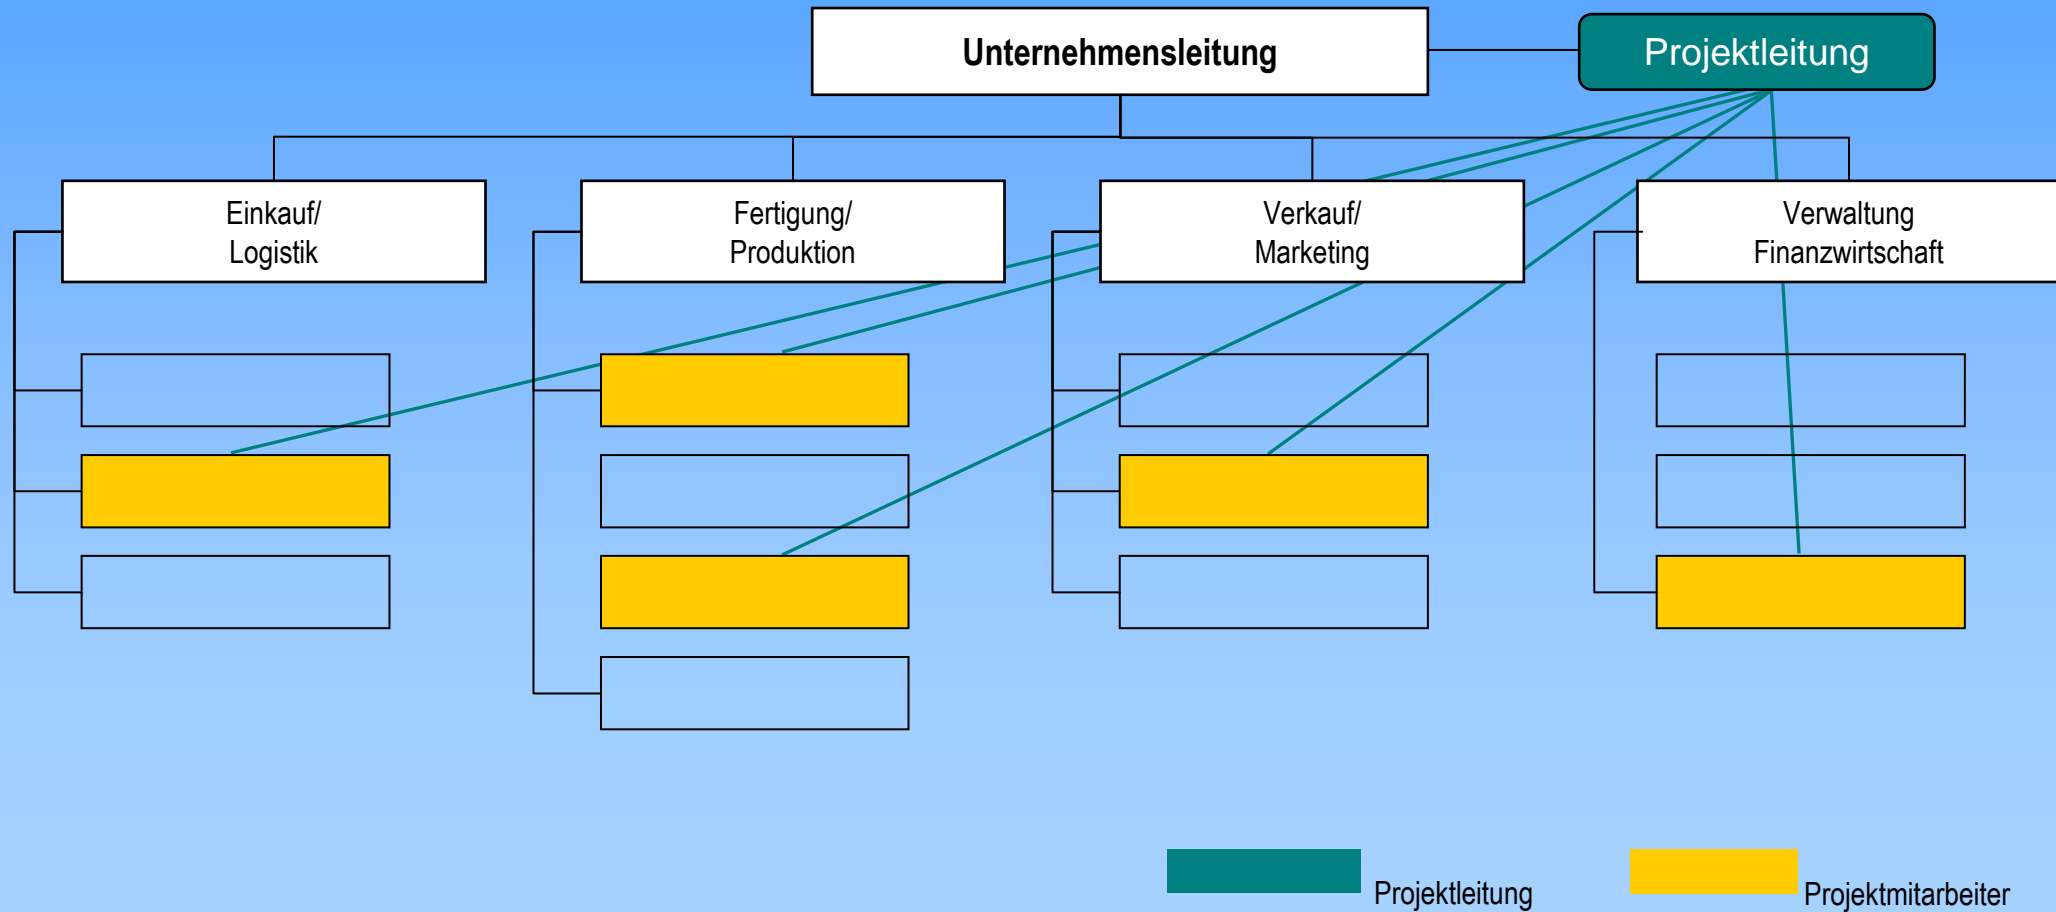 Unternehmensleitung
Projektleitung
Einkauf/
Logistik
Fertigung/
Produktion
Verkauf/
Marketing
Verwaltung
Finanzwirtschaft
Projektleitung
Projektmitarbeiter